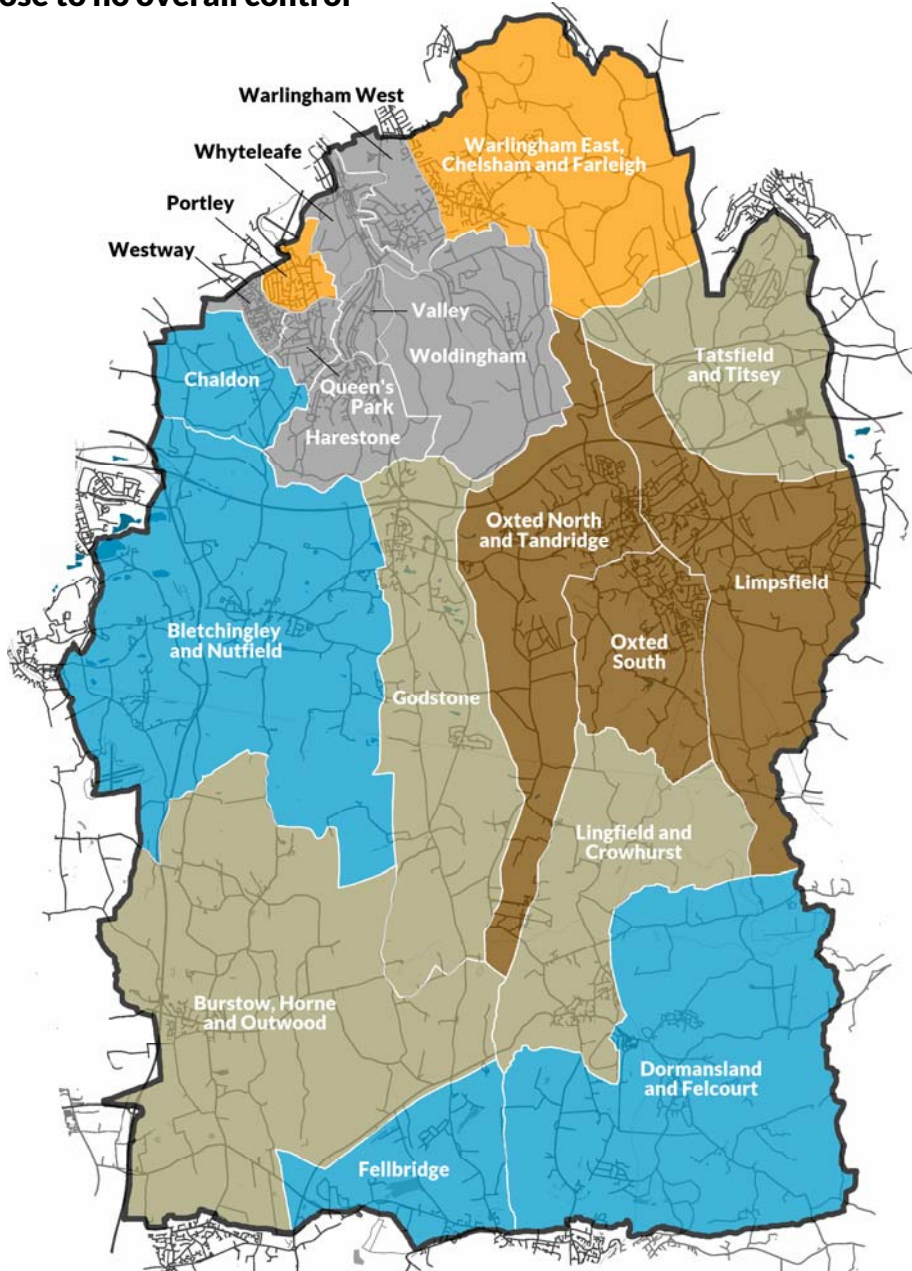 ose to no overall control
Warlingham West
Whyteleafe
Portley
Westway
Warlingham East,
Chelsham and Farleigh
Valley
Woldingham
Tatsfield
and Titsey
Chaldon
Queen's
Park
Harestone
Oxted North
and Tandridge
Limpsfield
Bletchingley
and Nutfield
Oxted
South
Godstone
Lingfield and
Crowhurst
Burstow, Horne
and Outwood
Dormansland
and Felcourt
Fellbridge